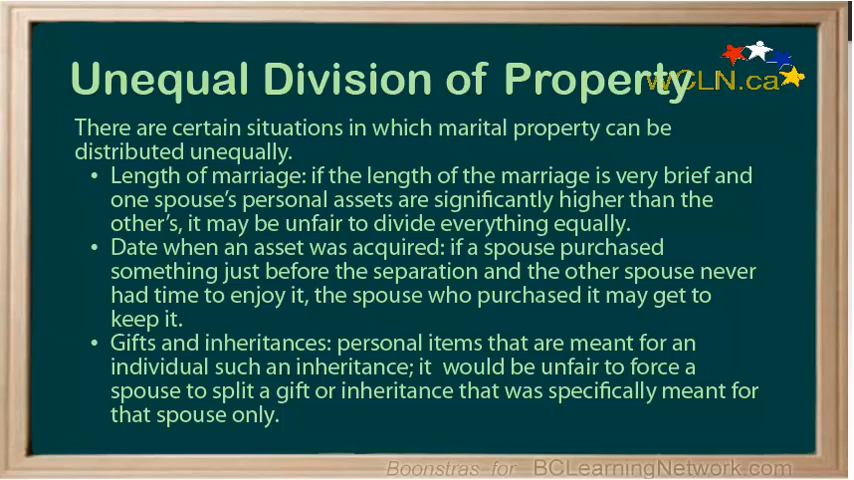 Unequal Division of Property
WCLN.ca
There are certain situations in which marital property can be
distributed unequally.
• Length of marriage: if the length of the marriage is very brief and
one spouse's personal assets are significantly higher than the
other's, it may be unfair to divide everything equally.
• Date when an asset was acquired: if a spouse purchased
something just before the separation and the other spouse never
had time to enjoy it, the spouse who purchased it may get to
keep it.
• Gifts and inheritances: personal items that are meant for an
individual such an inheritance; it would be unfair to force a
spouse to split a gift or inheritance that was specifically meant for
that spouse only.
Boonstras for BCLearningNetwork.com